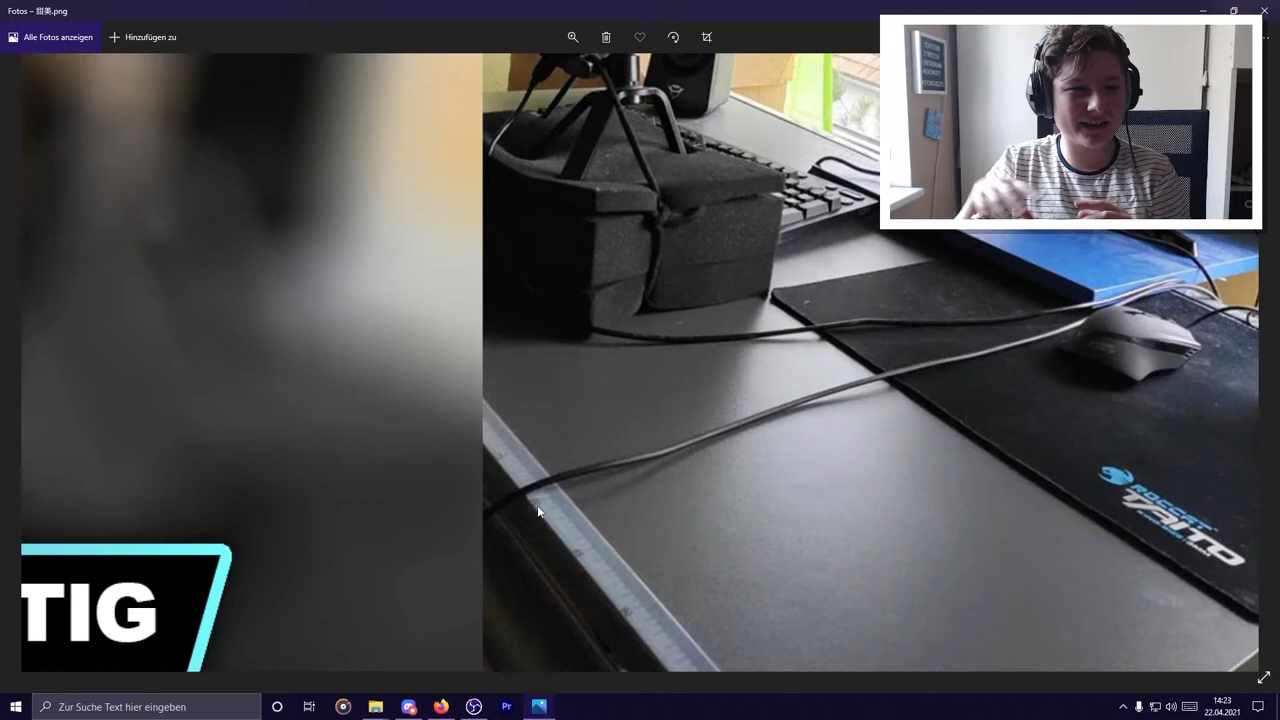 Fotos – 甜美.png
Alle Fotos anzeigen
Hinzufügen zu
TIG
ROCCAT
TAITO
Zur Suche Text hier eingeben
Pr
14:23
22.04.2021